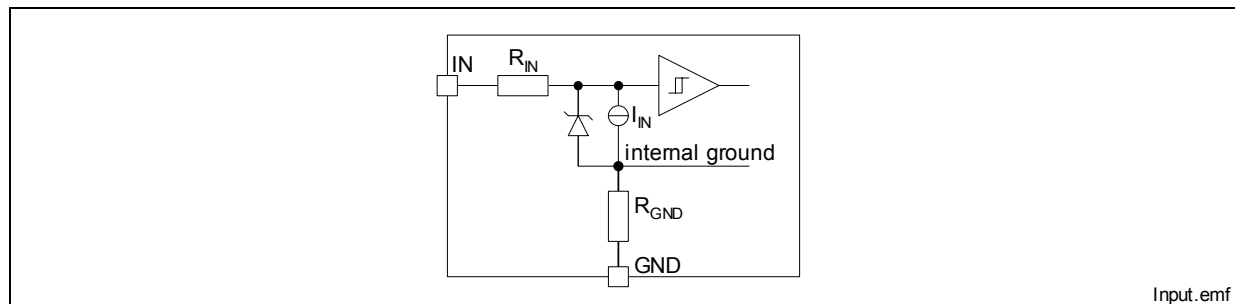 IN
R_IN
I_IN
internal ground
R_GND
GND
Input.emf